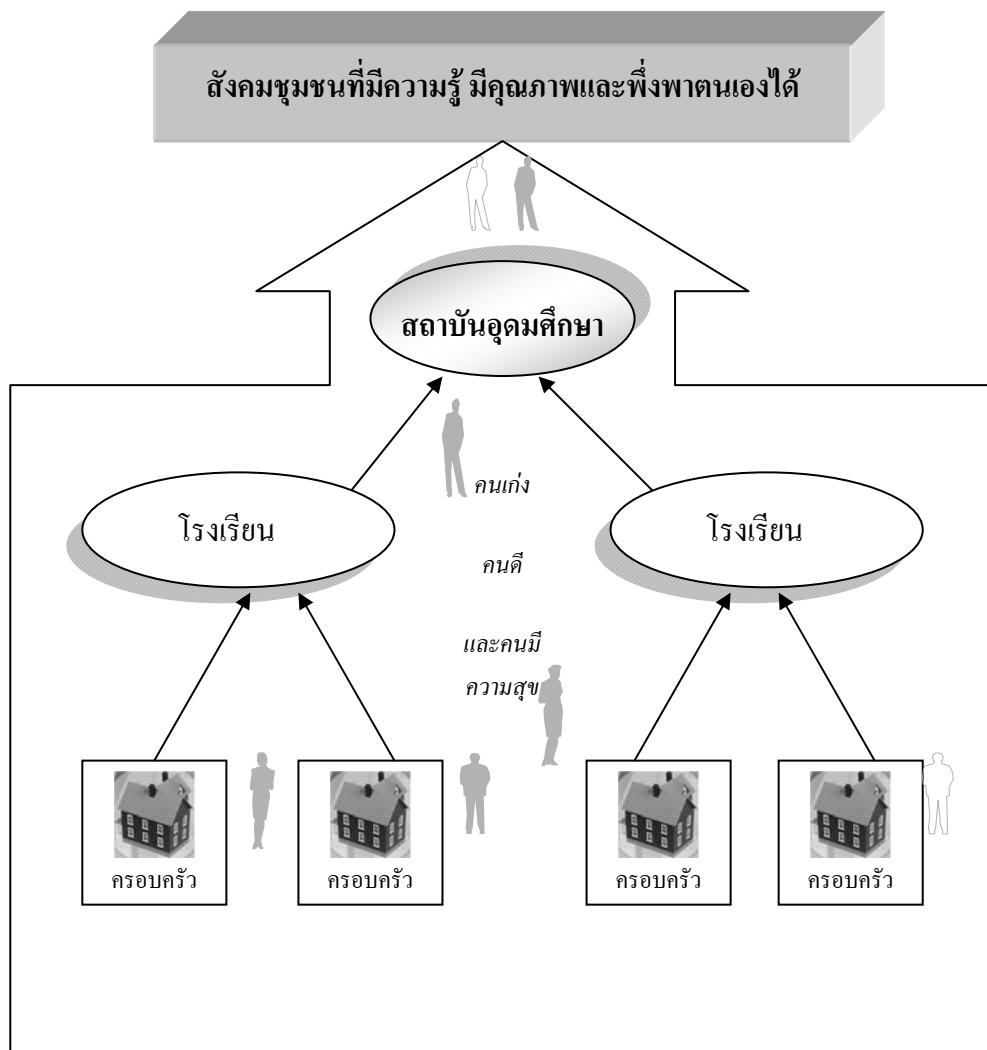 สังคมชุมชนที่มีความรู้ มีคุณภาพและพึ่งพาตนเองได้
สถาบันอุดมศึกษา
คนเก่ง
โรงเรียน
โรงเรียน
คนดี
และคนมี
ความสุข
ครอบครัว
ครอบครัว
ครอบครัว
ครอบครัว